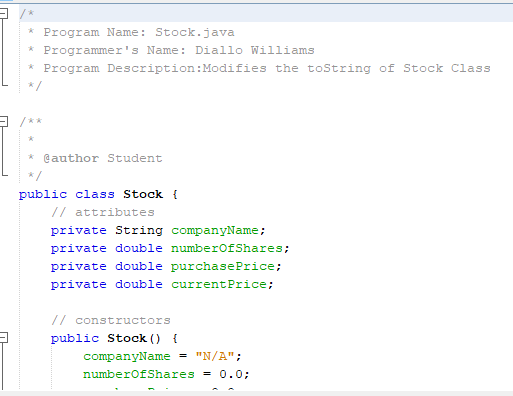 /*
 * Program Name: Stock.java
 * Programmer's Name: Diallo Williams
 * Program Description:Modifies the toString of Stock Class
 */
/**
 *
 * @author Student
 */
public class Stock {
    // attributes
    private String companyName;
    private double numberOfShares;
    private double purchasePrice;
    private double currentPrice;
    // constructors
    public Stock() {
        companyName = "N/A";
        numberOfShares = 0.0;